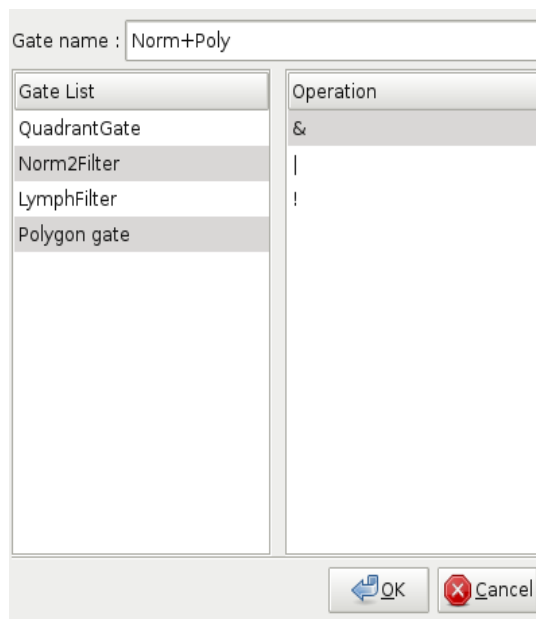 Gate name : Norm+Poly
Gate List Operation
QuadrantGate &
Norm2Filter |
LymphFilter !
Polygon gate
OK Cancel